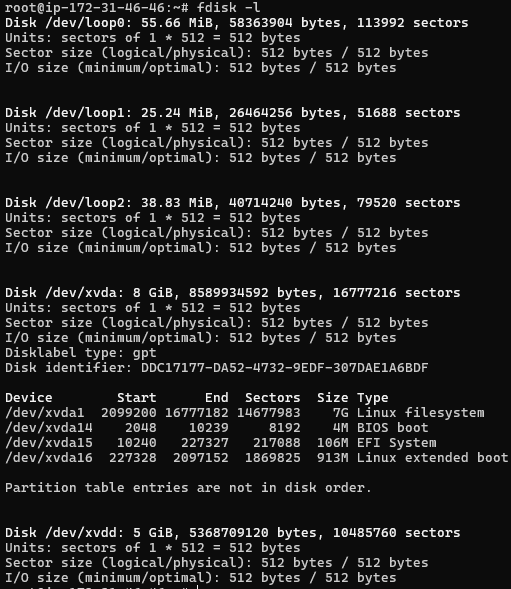 root@ip-172-31-46-46:~# fdisk -l
Disk /dev/loop0: 55.66 MiB, 58363904 bytes, 113992 sectors
Units: sectors of 1 * 512 = 512 bytes
Sector size (logical/physical): 512 bytes / 512 bytes
I/O size (minimum/optimal): 512 bytes / 512 bytes
Disk /dev/loop1: 25.24 MiB, 26464256 bytes, 51688 sectors
Units: sectors of 1 * 512 = 512 bytes
Sector size (logical/physical): 512 bytes / 512 bytes
I/O size (minimum/optimal): 512 bytes / 512 bytes
Disk /dev/loop2: 38.83 MiB, 40714240 bytes, 79520 sectors
Units: sectors of 1 * 512 = 512 bytes
Sector size (logical/physical): 512 bytes / 512 bytes
I/O size (minimum/optimal): 512 bytes / 512 bytes
Disk /dev/xvda: 8 GiB, 8589934592 bytes, 16777216 sectors
Units: sectors of 1 * 512 = 512 bytes
Sector size (logical/physical): 512 bytes / 512 bytes
I/O size (minimum/optimal): 512 bytes / 512 bytes
Disklabel type: gpt
Disk identifier: DDC17177-DA52-4732-9EDF-307DAE1A6BDF
Device Start End Sectors Size Type
/dev/xvda1 2099200 16777182 14677983 7G Linux filesystem
/dev/xvda14 2048 10239 8192 4M BIOS boot
/dev/xvda15 10240 227327 217088 106M EFI System
/dev/xvda16 227328 2097152 1869825 913M Linux extended boot
Partition table entries are not in disk order.
Disk /dev/xvdd: 5 GiB, 5368709120 bytes, 10485760 sectors
Units: sectors of 1 * 512 = 512 bytes
Sector size (logical/physical): 512 bytes / 512 bytes
I/O size (minimum/optimal): 512 bytes / 512 bytes